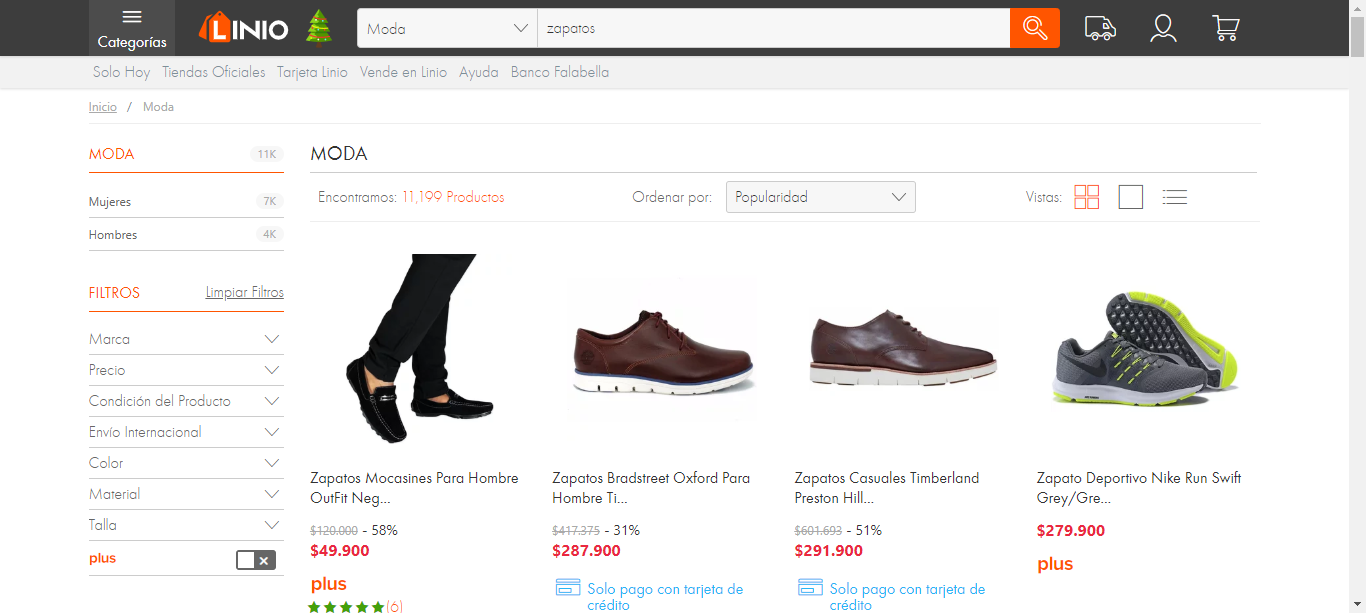 Categorías
LINIO
Moda
zapatos
Solo Hoy Tiendas Oficiales Tarjeta Linio Vende en Linio Ayuda Banco Falabella
Inicio / Moda
MODA 11K
Mujeres 7K
Hombres 4K
FILTROS Limpiar Filtros
Marca
Precio
Condición del Producto
Envío Internacional
Color
Material
Talla
plus
MODA
Encontramos: 11,199 Productos
Ordenar por: Popularidad
Vistas:
Zapatos Mocasines Para Hombre
OutFit Neg...
$120.000 - 58%
$49.900
plus
(6)
Zapatos Bradstreet Oxford Para
Hombre Ti...
$417.375 - 31%
$287.900
Solo pago con tarjeta de
crédito
Zapatos Casuales Timberland
Preston Hill...
$601.693 - 51%
$291.900
Solo pago con tarjeta de
crédito
Zapato Deportivo Nike Run Swift
Grey/Gre...
$279.900
plus